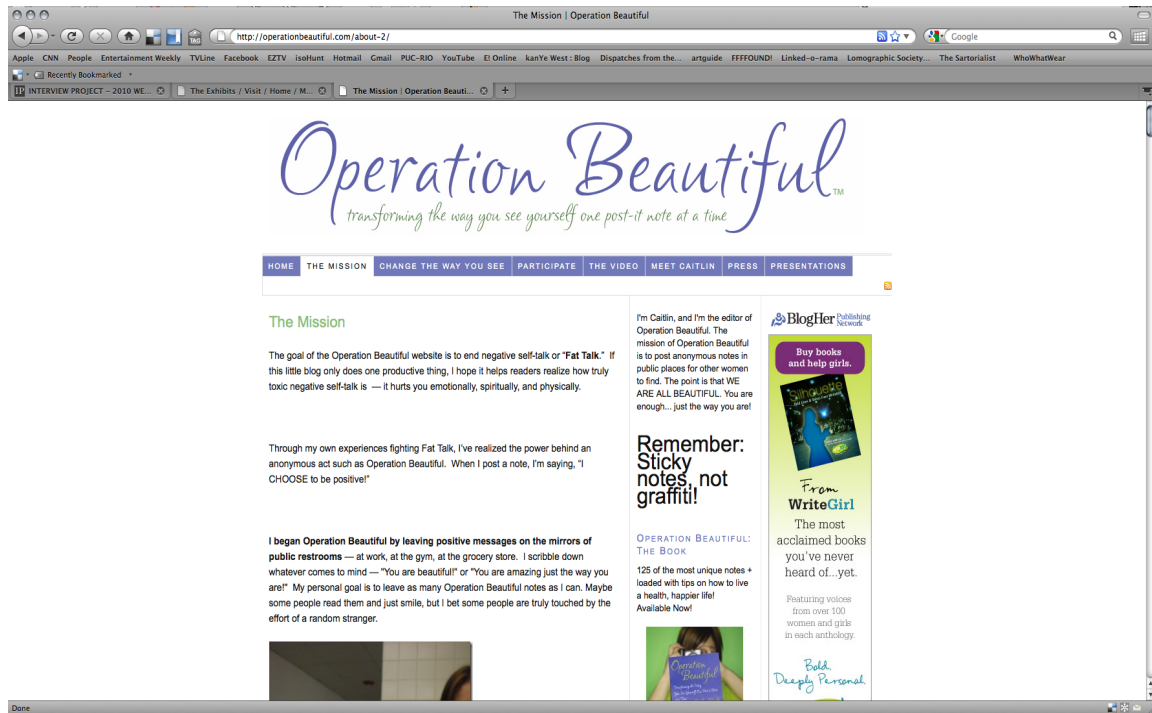 The Mission | Operation Beautiful
http://operationbeautiful.com/about-2/
Google
Apple CNN People Entertainment Weekly TVLine Facebook EZTV isoHunt Hotmail Gmail PUC-RIO YouTube E! Online kanYe West : Blog Dispatches from the... artguide FFFFOUND! Linked-o-rama Lomographic Society... The Sartorialist WhoWhatWear
Recently Bookmarked
IP INTERVIEW PROJECT - 2010 WE... The Exhibits / Visit / Home / M... The Mission | Operation Beauti... +
Operation Beautiful TM
transforming the way you see yourself one post-it note at a time
HOME THE MISSION CHANGE THE WAY YOU SEE PARTICIPATE THE VIDEO MEET CAITLIN PRESS PRESENTATIONS
The Mission
The goal of the Operation Beautiful website is to end negative self-talk or "Fat Talk." If
this little blog only does one productive thing, I hope it helps readers realize how truly
toxic negative self-talk is — it hurts you emotionally, spiritually, and physically.
Through my own experiences fighting Fat Talk, I've realized the power behind an
anonymous act such as Operation Beautiful. When I post a note, I'm saying, "I
CHOOSE to be positive!"
I began Operation Beautiful by leaving positive messages on the mirrors of
public restrooms — at work, at the gym, at the grocery store. I scribble down
whatever comes to mind — "You are beautiful!" or "You are amazing just the way you
are!" My personal goal is to leave as many Operation Beautiful notes as I can. Maybe
some people read them and just smile, but I bet some people are truly touched by the
effort of a random stranger.
I'm Caitlin, and I'm the editor of
Operation Beautiful. The
mission of Operation Beautiful
is to post anonymous notes in
public places for other women
to find. The point is that WE
ARE ALL BEAUTIFUL. You are
enough... just the way you are!
Remember:
Sticky
notes, not
graffiti!
OPERATION BEAUTIFUL:
THE BOOK
125 of the most unique notes +
loaded with tips on how to live
a health, happier life!
Available Now!
Operation
Beautiful
BlogHer Publishing
Network
Buy books
and help girls.
Silhouette
From
WriteGirl
The most
acclaimed books
you've never
heard of...yet.
Featuring voices
from over 100
women and girls
in each anthology.
Bold.
Deeply Personal.
Done